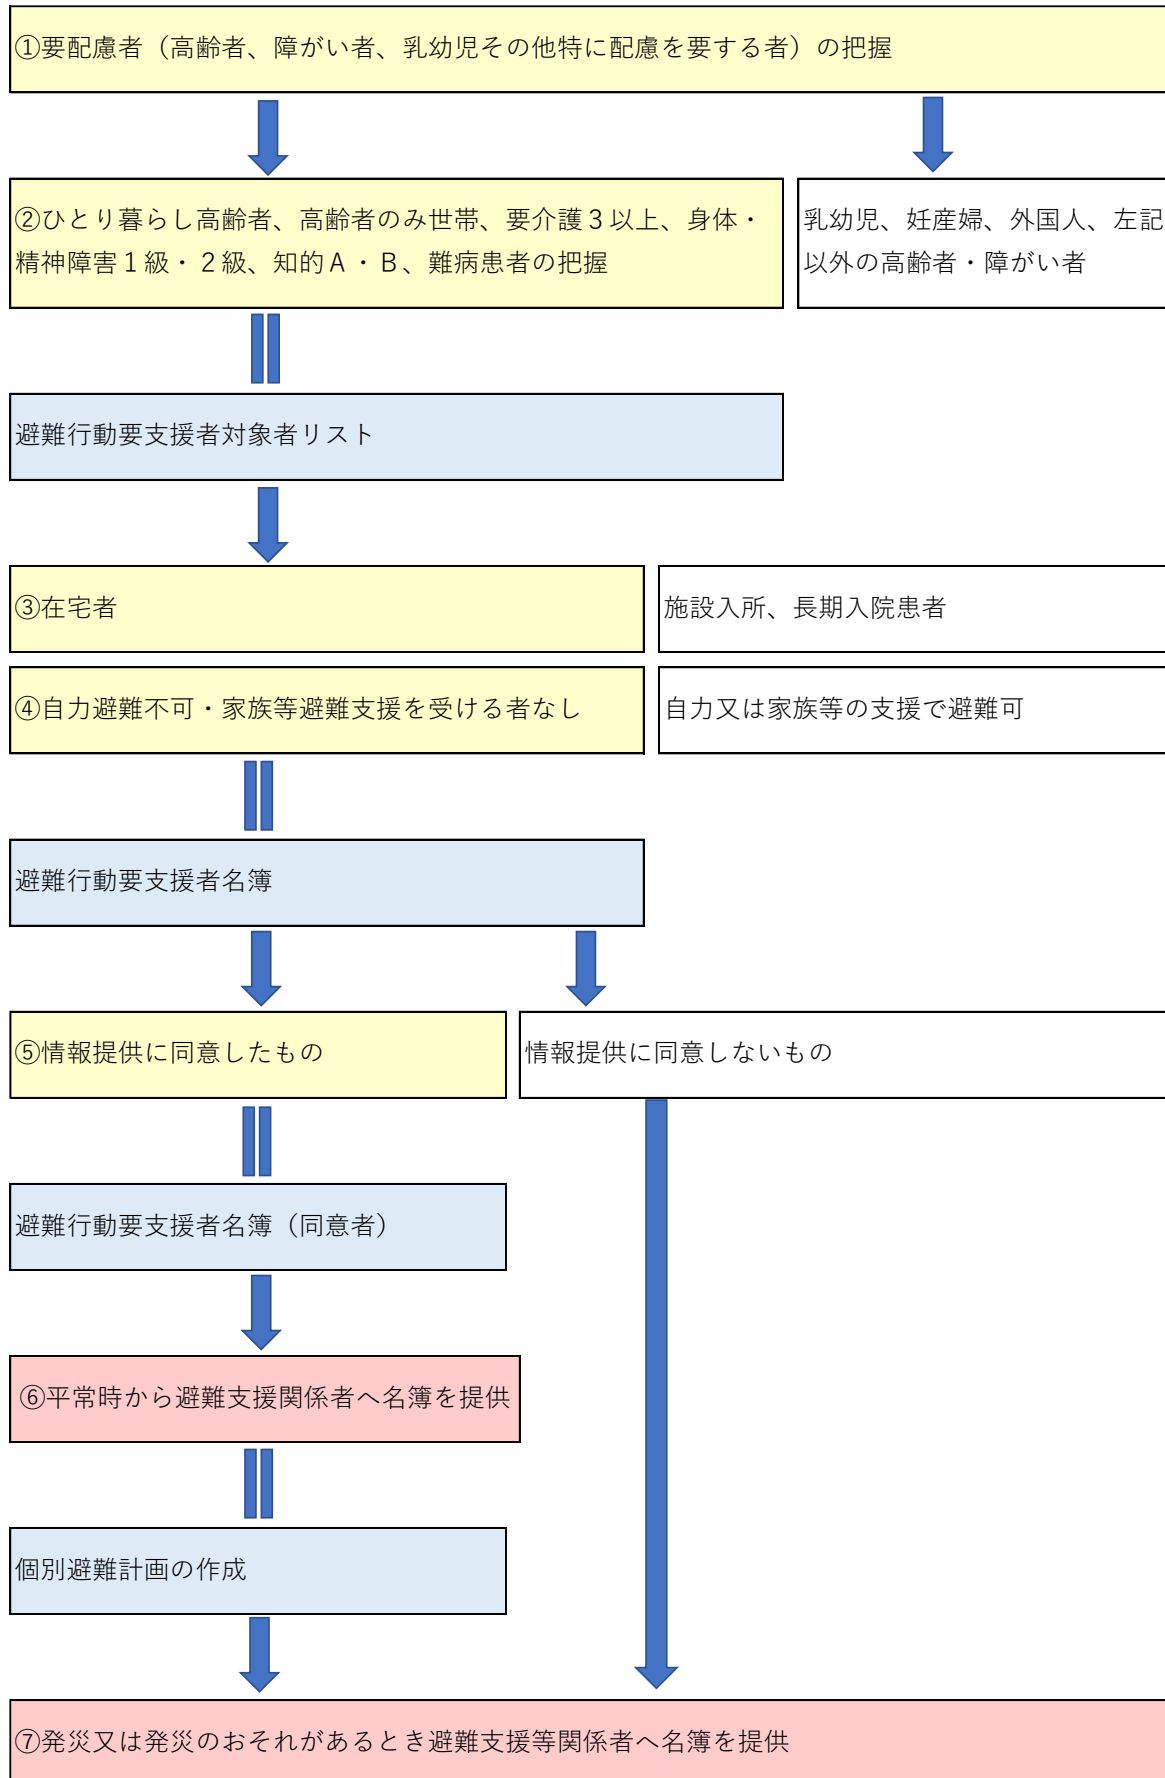 ①要配慮者（高齢者、障がい者、乳幼児その他特に配慮を要する者）の把握
②ひとり暮らし高齢者、高齢者のみ世帯、要介護３以上、身体・
精神障害１級・２級、知的Ａ・Ｂ、難病患者の把握
乳幼児、妊産婦、外国人、左記
以外の高齢者・障がい者
避難行動要支援者対象者リスト
③在宅者
施設入所、長期入院患者
④自力避難不可・家族等避難支援を受ける者なし
自力又は家族等の支援で避難可
避難行動要支援者名簿
⑤情報提供に同意したもの
情報提供に同意しないもの
避難行動要支援者名簿（同意者）
⑥平常時から避難支援関係者へ名簿を提供
個別避難計画の作成
⑦発災又は発災のおそれがあるとき避難支援等関係者へ名簿を提供